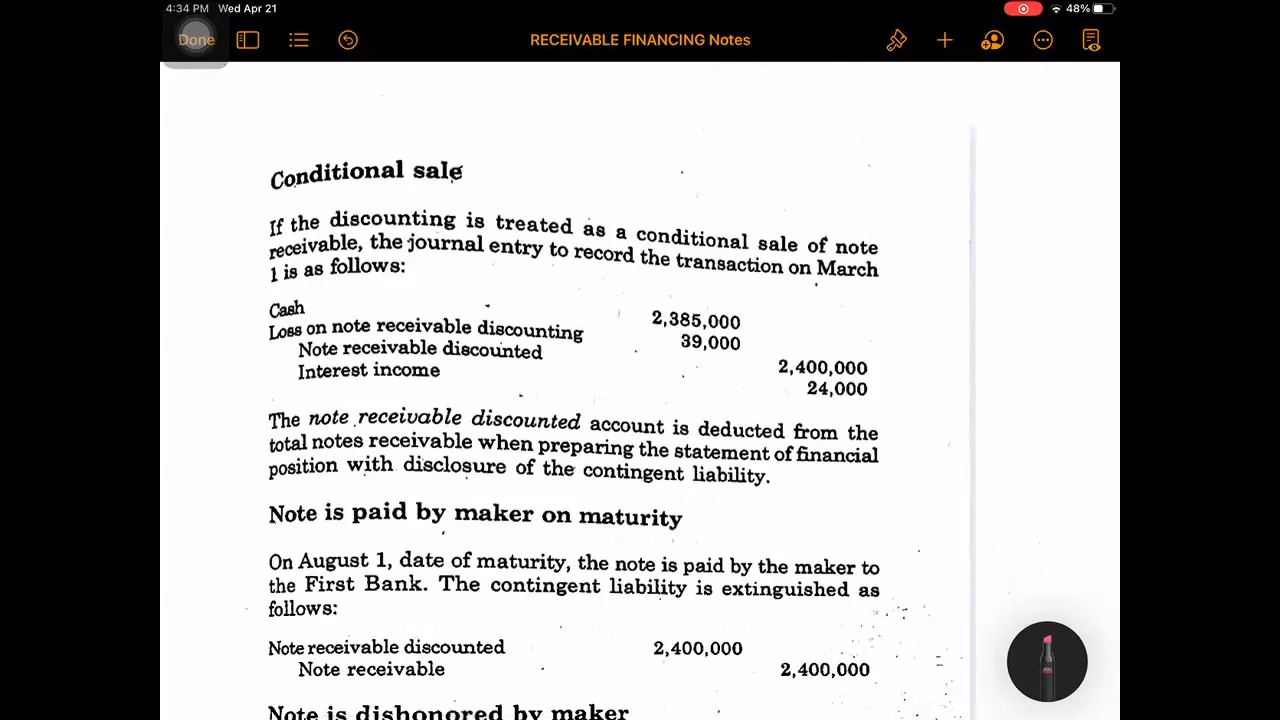 4:34 PM Wed Apr 21
48%
Done
RECEIVABLE FINANCING Notes
Conditional sale
If the discounting is treated as a conditional sale of note
receivable, the journal entry to record the transaction on March
1 is as follows:
Cash 2,385,000
Loss on note receivable discounting 39,000
Note receivable discounted 2,400,000
Interest income 24,000
The note receivable discounted account is deducted from the
total notes receivable when preparing the statement of financial
position with disclosure of the contingent liability.
Note is paid by maker on maturity
On August 1, date of maturity, the note is paid by the maker to
the First Bank. The contingent liability is extinguished as
follows:
Note receivable discounted 2,400,000
Note receivable 2,400,000
Note is dishonored by maker